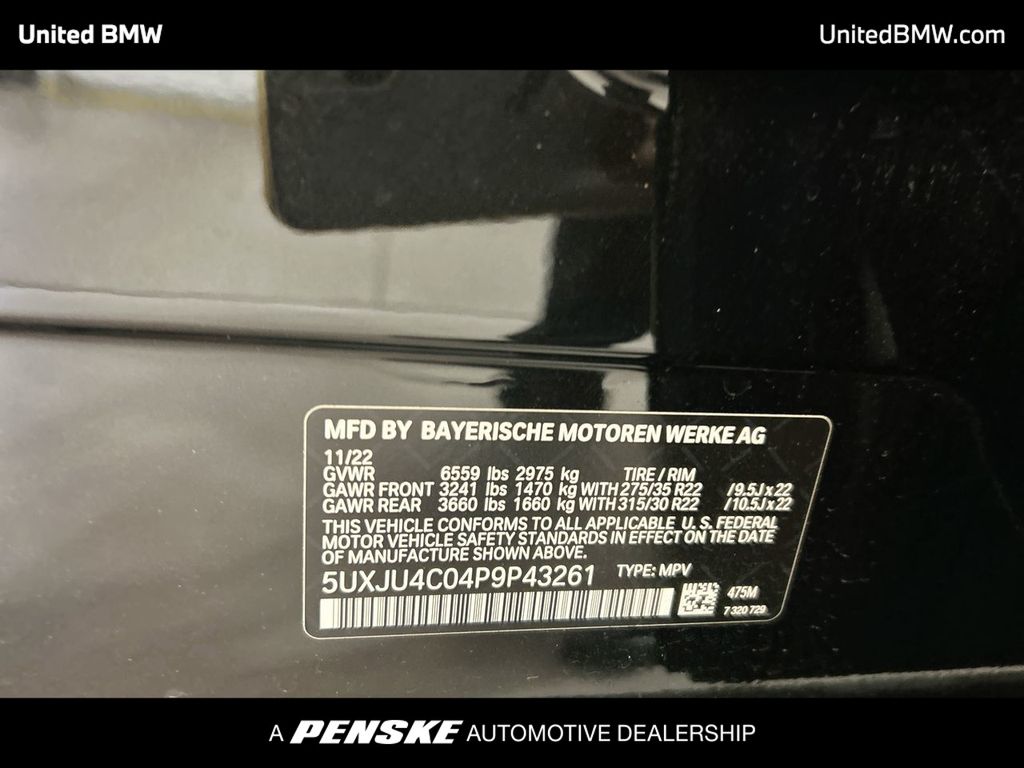 United BMW
UnitedBMW.com
MFD BY BAYERISCHE MOTOREN WERKE AG
11/22
GVWR 6559 lbs 2975 kg TIRE / RIM
GAWR FRONT 3241 lbs 1470 kg WITH 275/35 R22 / 9.5J x 22
GAWR REAR 3660 lbs 1660 kg WITH 315/30 R22 / 10.5J x 22
THIS VEHICLE CONFORMS TO ALL APPLICABLE U. S. FEDERAL
MOTOR VEHICLE SAFETY STANDARDS IN EFFECT ON THE DATE
OF MANUFACTURE SHOWN ABOVE.
5UXJU4C04P9P43261 TYPE: MPV
475M
7 320 729
A PENSKE AUTOMOTIVE DEALERSHIP